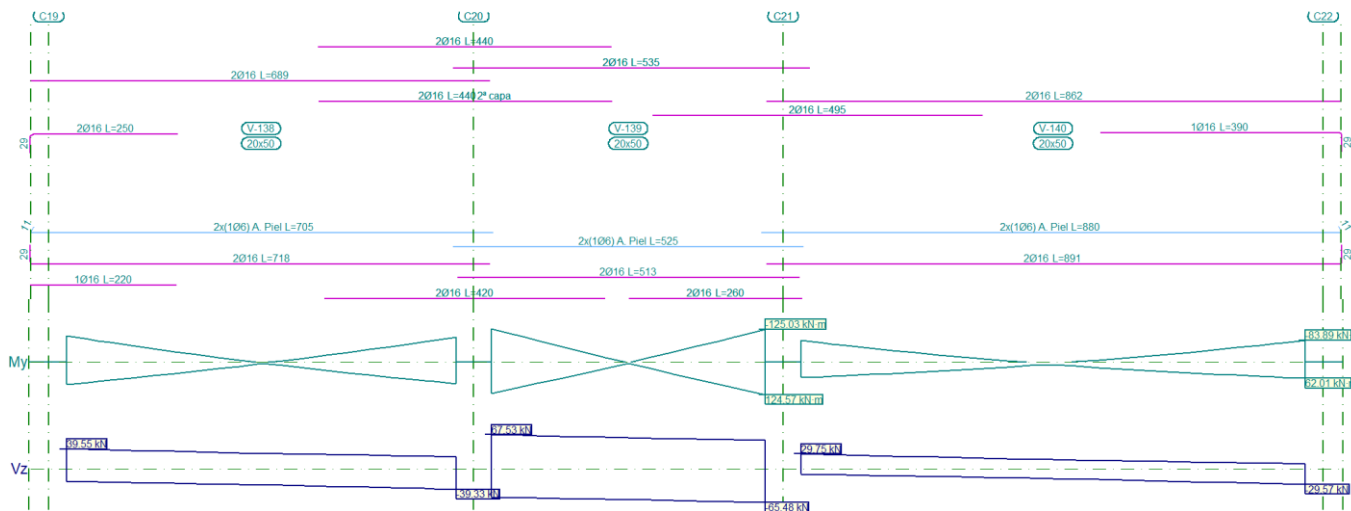 C19 C20 C21 C22
2Ø16 L=440
2Ø16 L=535
2Ø16 L=689
2Ø16 L=440 2ª capa 2Ø16 L=862
2Ø16 L=495
2Ø16 L=250 V-138 V-139 V-140 1Ø16 L=390
29 20x50 20x50 20x50 29
11 2x(1Ø6) A. Piel L=705 2x(1Ø6) A. Piel L=880 11
2x(1Ø6) A. Piel L=525
29 29
2Ø16 L=718 2Ø16 L=891
2Ø16 L=513
1Ø16 L=220
2Ø16 L=420 2Ø16 L=260
-125.03 kN·m
-83.89 kN·m
My
62.01 kN·m
124.57 kN·m
67.53 kN
39.55 kN 29.75 kN
Vz
-29.57 kN
-39.33 kN
-65.48 kN